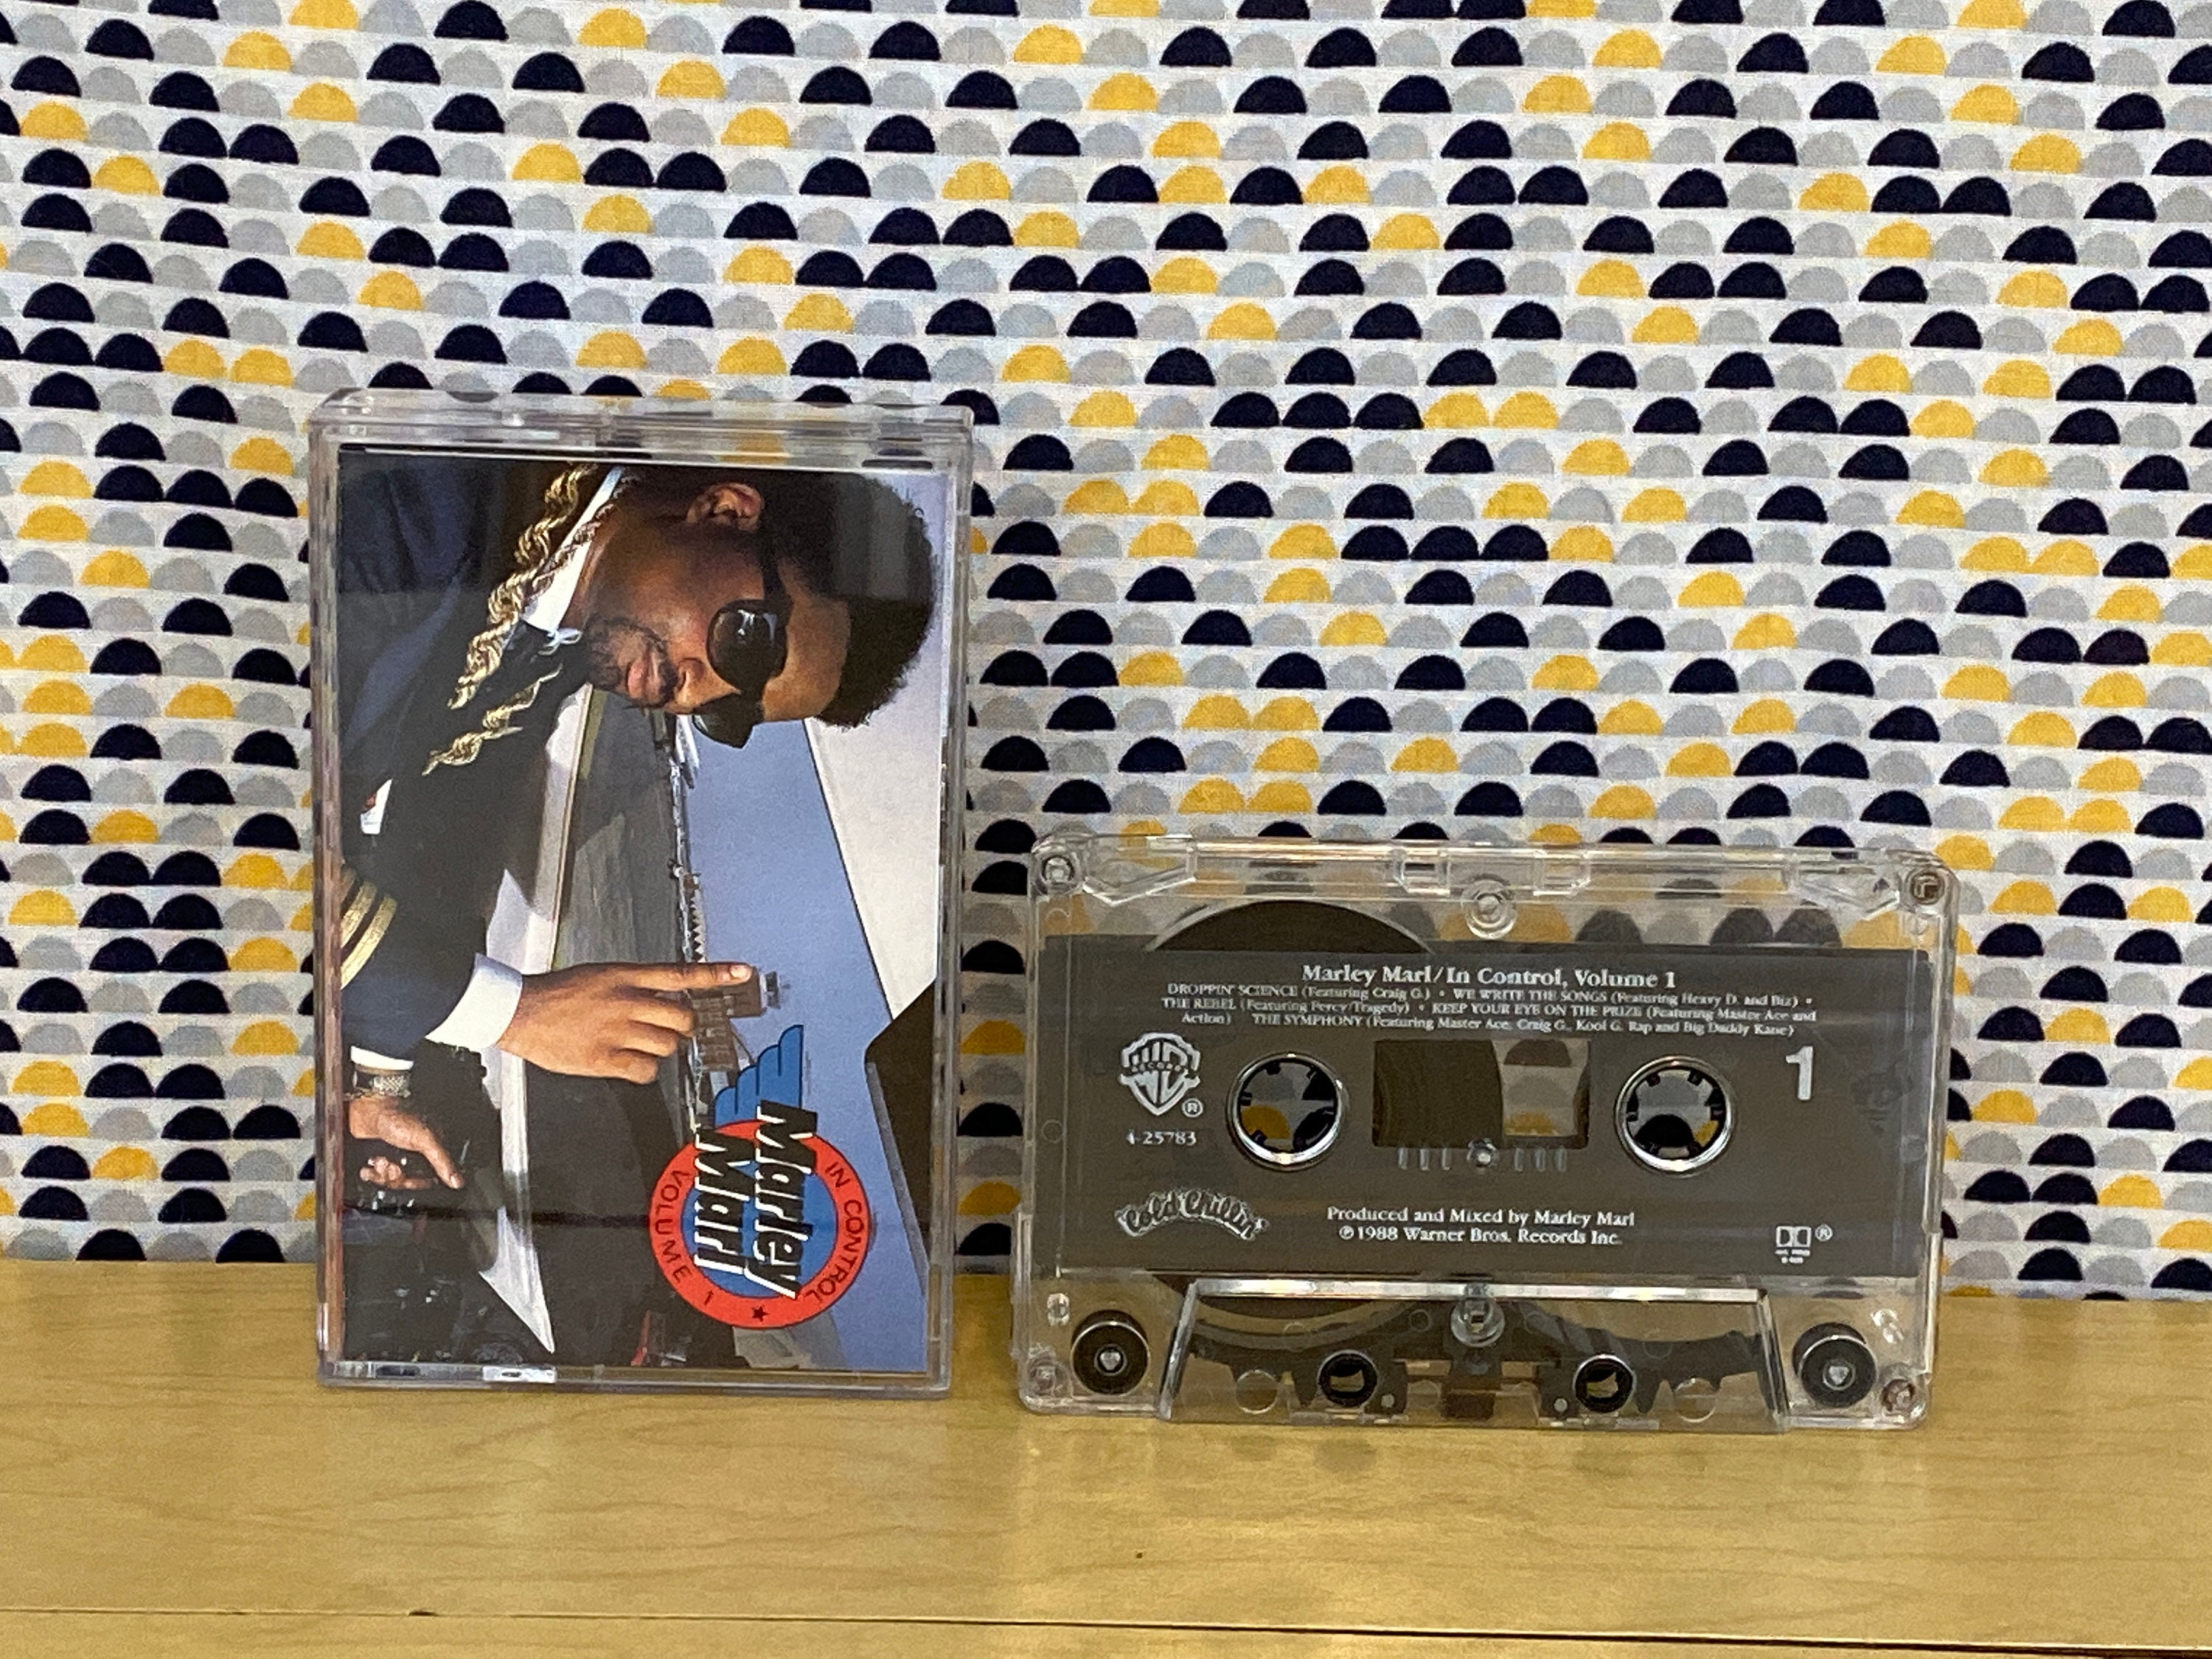 IN CONTROL
Marley
Marl
VOLUME 1
Marley Marl/In Control, Volume 1
DROPPIN' SCIENCE (Featuring Craig G.) • WE WRITE THE SONGS (Featuring Heavy D. and Biz) •
THE REBEL (Featuring Percy/Tragedy) • KEEP YOUR EYE ON THE PRIZE (Featuring Master Ace and
Action) THE SYMPHONY (Featuring Master Ace, Craig G., Kool G. Rap and Big Daddy Kane)
RECORDS
®
1
4-25783
Cold Chillin'
Produced and Mixed by Marley Marl
℗1988 Warner Bros. Records Inc.
®